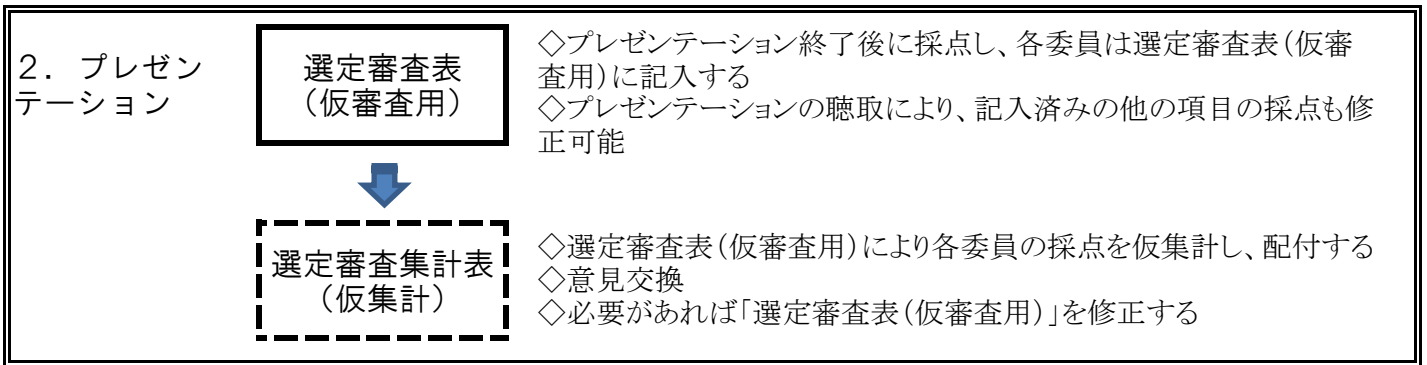 ２．プレゼン
テーション
選定審査表
（仮審査用）
◇プレゼンテーション終了後に採点し、各委員は選定審査表（仮審
査用）に記入する
◇プレゼンテーションの聴取により、記入済みの他の項目の採点も修
正可能
選定審査集計表
（仮集計）
◇選定審査表（仮審査用）により各委員の採点を仮集計し、配付する
◇意見交換
◇必要があれば「選定審査表（仮審査用）」を修正する